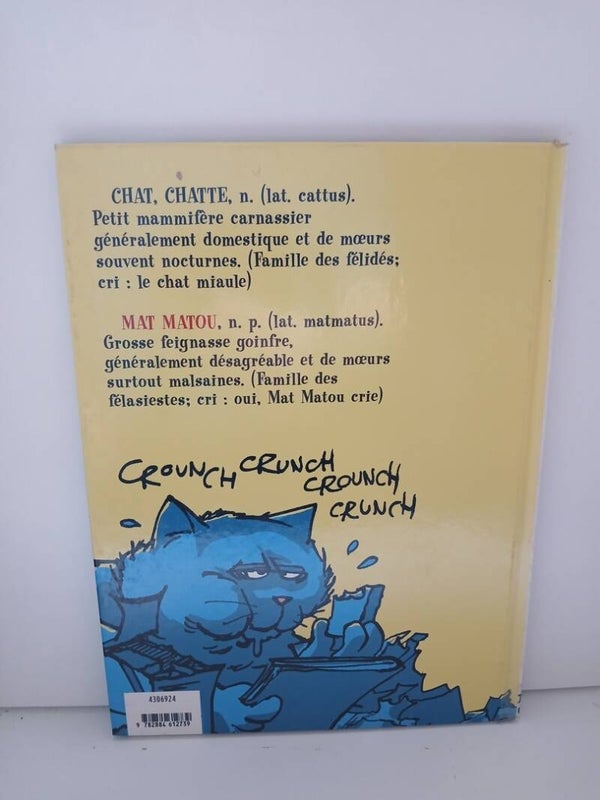 CHAT, CHATTE, n. (lat. cattus).
Petit mammifère carnassier
généralement domestique et de mœurs
souvent nocturnes. (Famille des félidés;
cri : le chat miaule)
MAT MATOU, n. p. (lat. matmatus).
Grosse feignasse goinfre,
généralement désagréable et de mœurs
surtout malsaines. (Famille des
félasiestes; cri : oui, Mat Matou crie)
CROUNCH CRUNCH
CROUNCH
CRUNCH
4306924
9 782884 612739